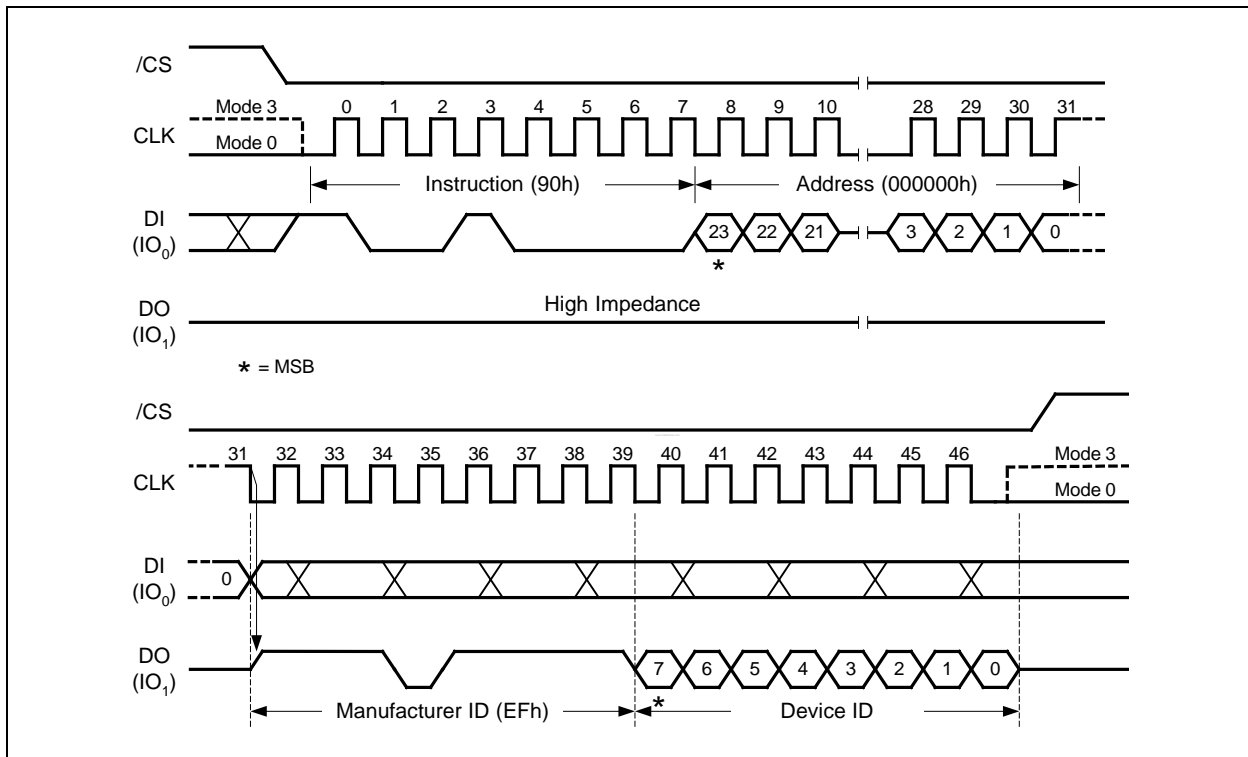 /CS
Mode 3
0 1 2 3 4 5 6 7 8 9 10 28 29 30 31
CLK
Mode 0
Instruction (90h) Address (000000h)
DI
(IO0)
23 22 21 3 2 1 0
*
High Impedance
DO
(IO1)
* = MSB
/CS
31 32 33 34 35 36 37 38 39 40 41 42 43 44 45 46
Mode 3
CLK
Mode 0
DI
(IO0)
0
DO
(IO1)
7 6 5 4 3 2 1 0
*
Manufacturer ID (EFh) Device ID